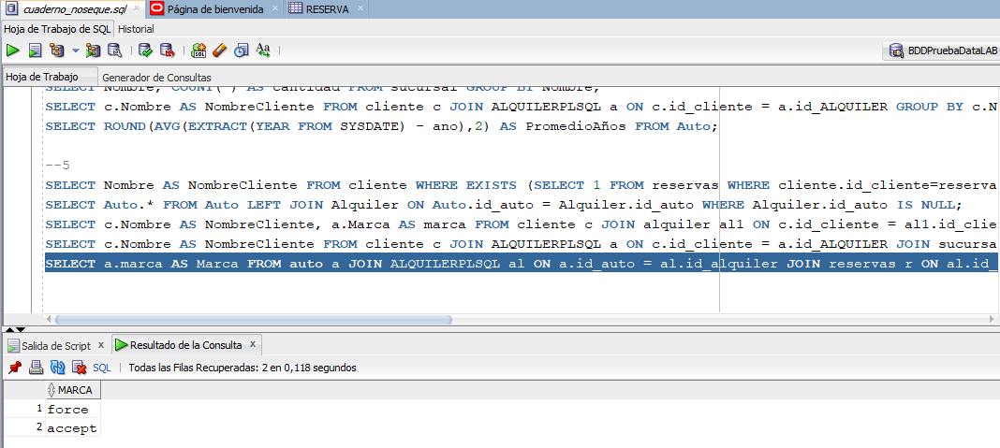 cuaderno_noseque.sql × Página de bienvenida × RESERVA ×
Hoja de Trabajo de SQL Historial
BDDPruebaDataLAB
Hoja de Trabajo Generador de Consultas
SELECT Nombre, COUNT(*) AS Cantidad FROM sucursal GROUP BY Nombre;
SELECT c.Nombre AS NombreCliente FROM cliente c JOIN ALQUILERPLSQL a ON c.id_cliente = a.id_ALQUILER GROUP BY c.N
SELECT ROUND(AVG(EXTRACT(YEAR FROM SYSDATE) - ano),2) AS PromedioAños FROM Auto;
--5
SELECT Nombre AS NombreCliente FROM cliente WHERE EXISTS (SELECT 1 FROM reservas WHERE cliente.id_cliente=reserva
SELECT Auto.* FROM Auto LEFT JOIN Alquiler ON Auto.id_auto = Alquiler.id_auto WHERE Alquiler.id_auto IS NULL;
SELECT c.Nombre AS NombreCliente, a.Marca AS marca FROM cliente c JOIN alquiler al1 ON c.id_cliente = al1.id_clie
SELECT c.Nombre AS NombreCliente FROM cliente c JOIN ALQUILERPLSQL a ON c.id_cliente = a.id_ALQUILER JOIN sucursa
SELECT a.marca AS Marca FROM auto a JOIN ALQUILERPLSQL al ON a.id_auto = al.id_alquiler JOIN reservas r ON al.id_
Salida de Script × Resultado de la Consulta ×
SQL | Todas las Filas Recuperadas: 2 en 0,118 segundos
MARCA
1 force
2 accept